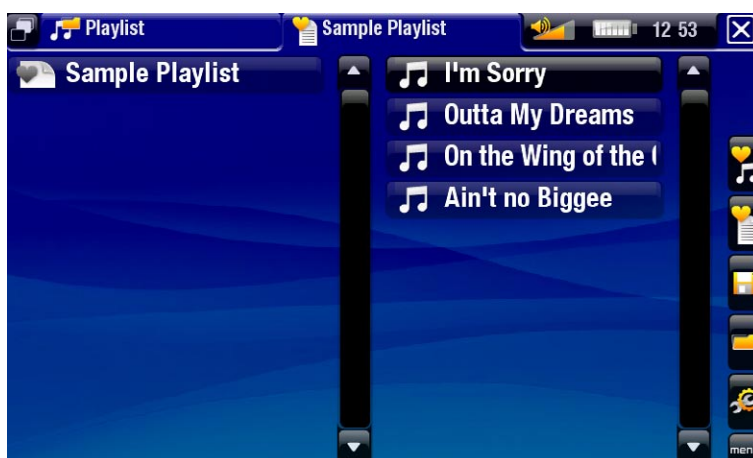 Playlist
Sample Playlist
12 53
Sample Playlist
I'm Sorry
Outta My Dreams
On the Wing of the
Ain't no Biggee
men